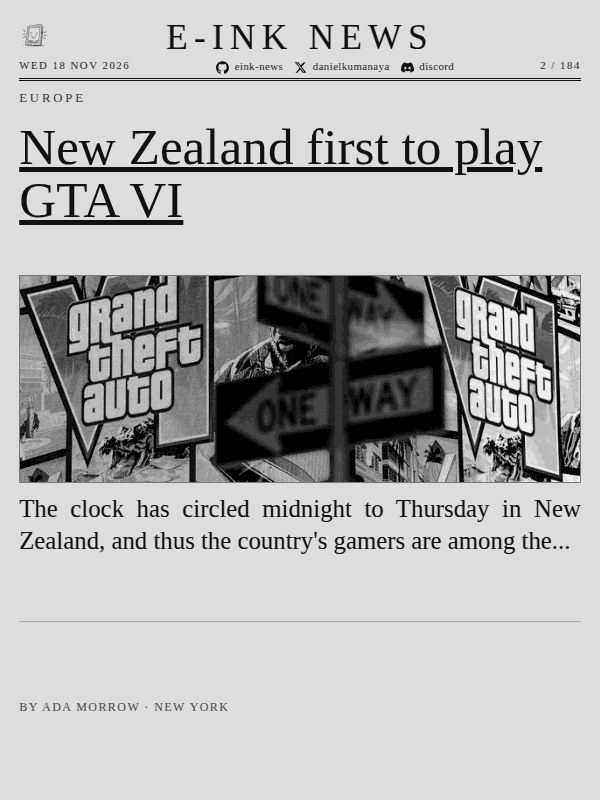 E-INK NEWS
WED 18 NOV 2026
eink-news danielkumanaya discord
2 / 184
EUROPE
New Zealand first to play
GTA VI
grand
theft
auto
ONE WAY
ONE WAY
grand
theft
auto
The clock has circled midnight to Thursday in New
Zealand, and thus the country's gamers are among the...
BY ADA MORROW · NEW YORK